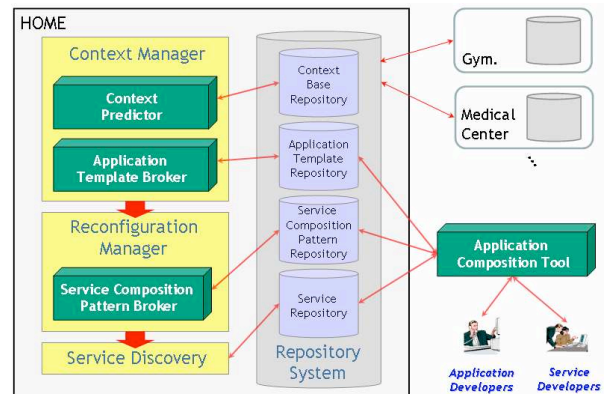 HOME
Context Manager
Context
Predictor
Application
Template Broker
Reconfiguration
Manager
Service Composition
Pattern Broker
Service Discovery
Context
Base
Repository
Application
Template
Repository
Service
Composition
Pattern
Repository
Service
Repository
Repository
System
Gym.
Medical
Center
Application
Composition Tool
Application
Developers
Service
Developers